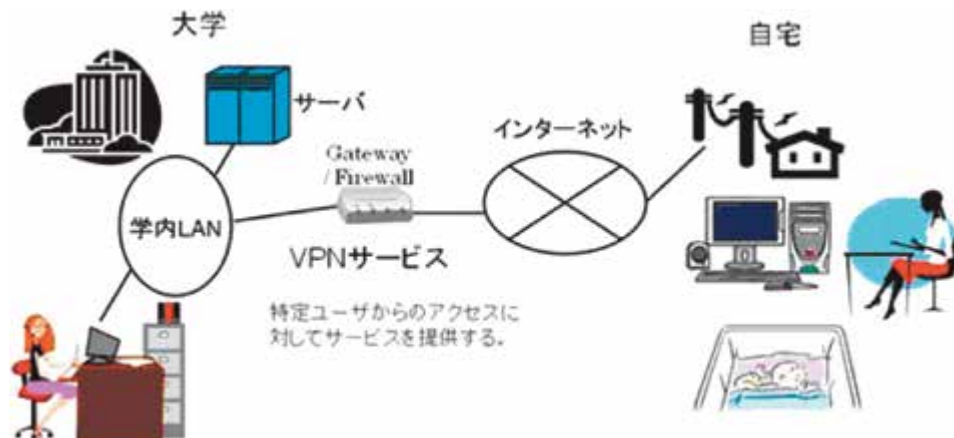 大学
自宅
サーバ
インターネット
Gateway
/ Firewall
学内LAN
VPNサービス
特定ユーザからのアクセスに
対してサービスを提供する。